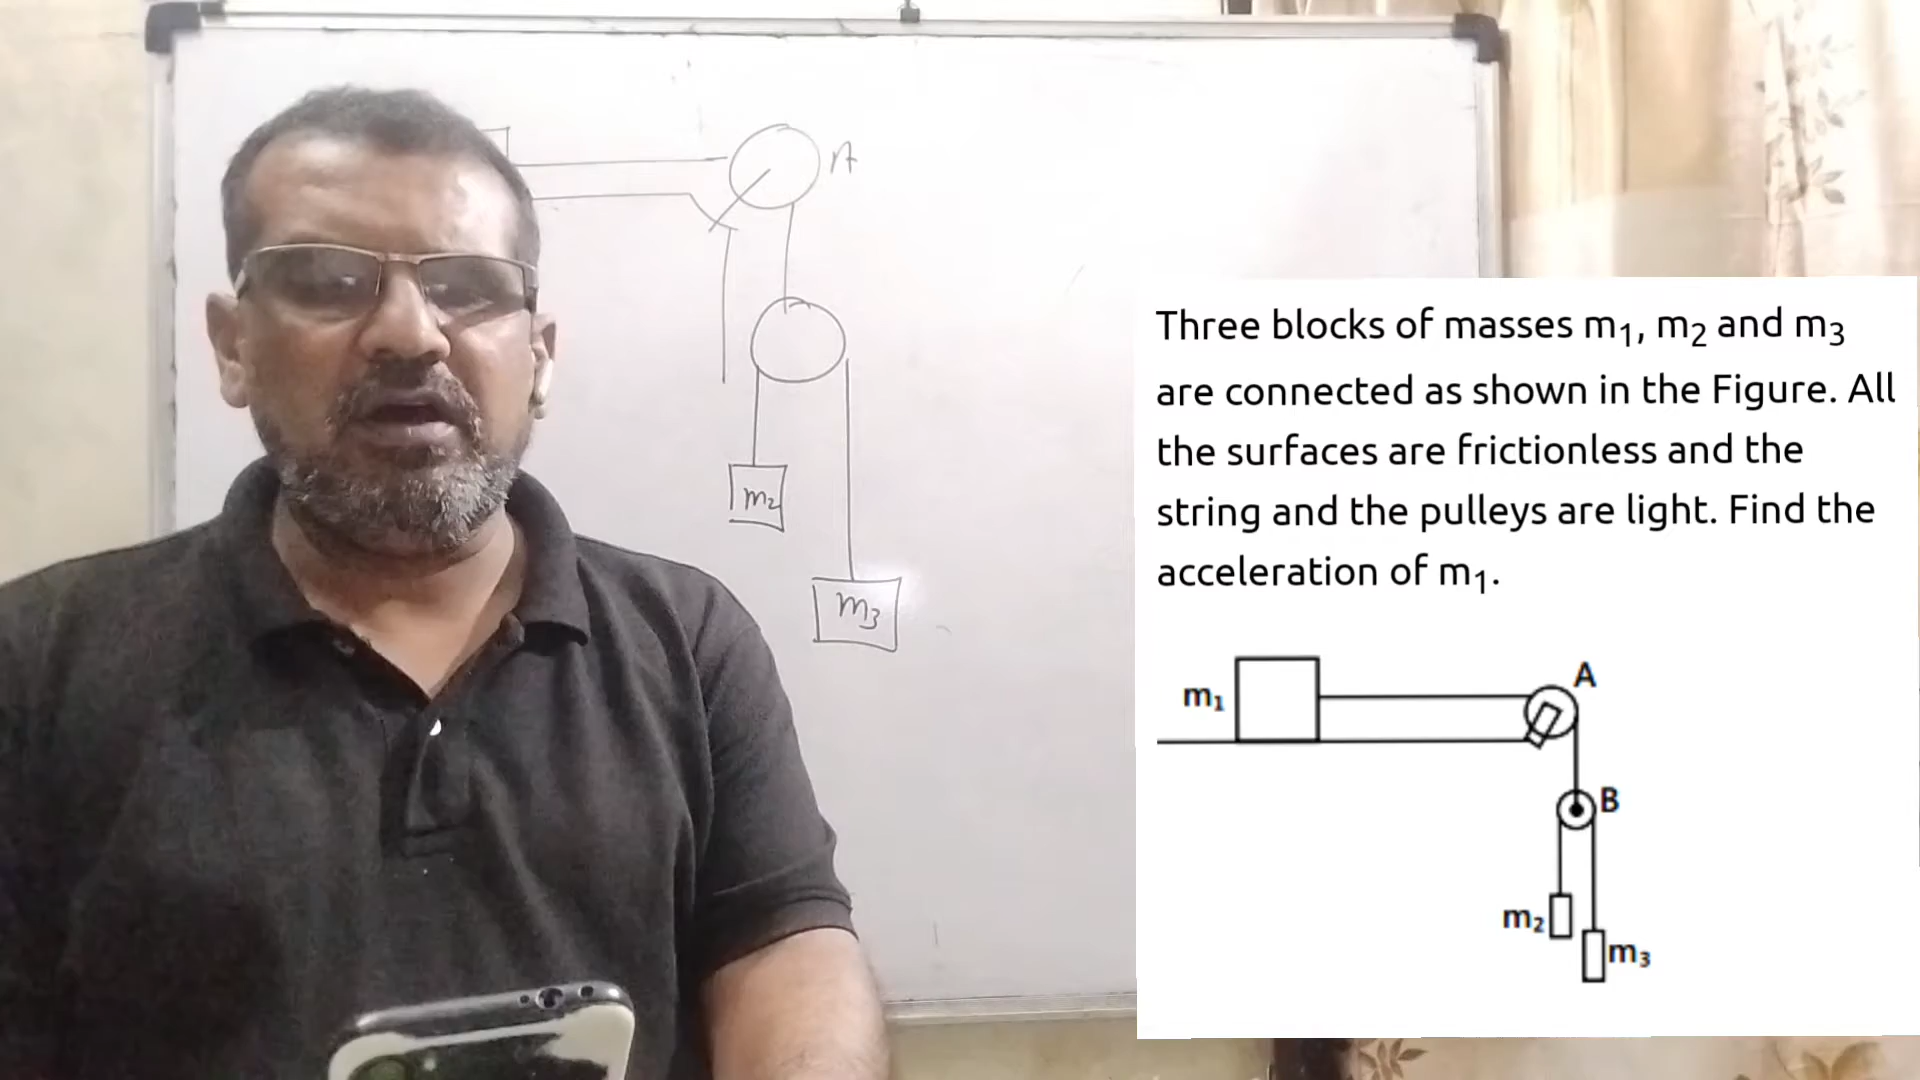 A
m2
m3
Three blocks of masses m₁, m₂ and m₃
are connected as shown in the Figure. All
the surfaces are frictionless and the
string and the pulleys are light. Find the
acceleration of m₁.
m₁
A
B
m₂
m₃